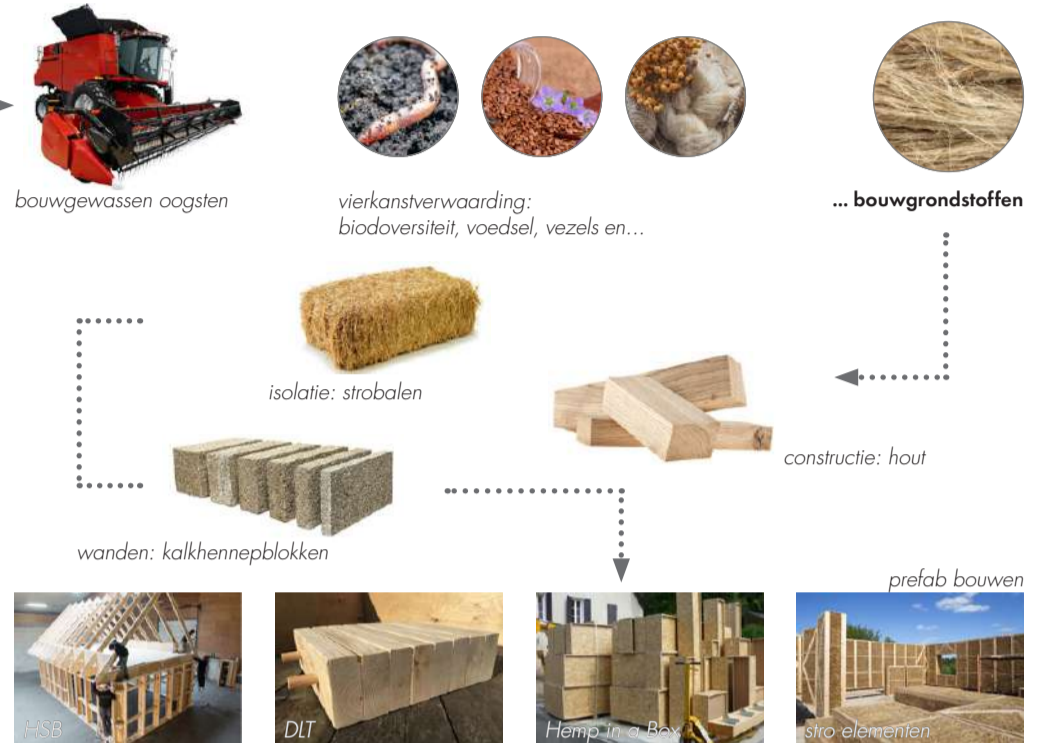 bouwgewassen oogsten
vierkanstverwaarding:
biodoversiteit, voedsel, vezels en...
... bouwgrondstoffen
isolatie: strobalen
constructie: hout
wanden: kalkhennepblokken
prefab bouwen
HSB
DLT
Hemp in a Box
stro elementen